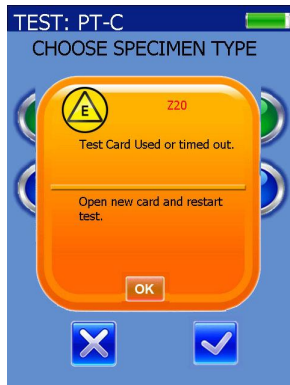 TEST: PT-C
CHOOSE SPECIMEN TYPE
E
Z20
Test Card Used or timed out.
Open new card and restart
test.
OK